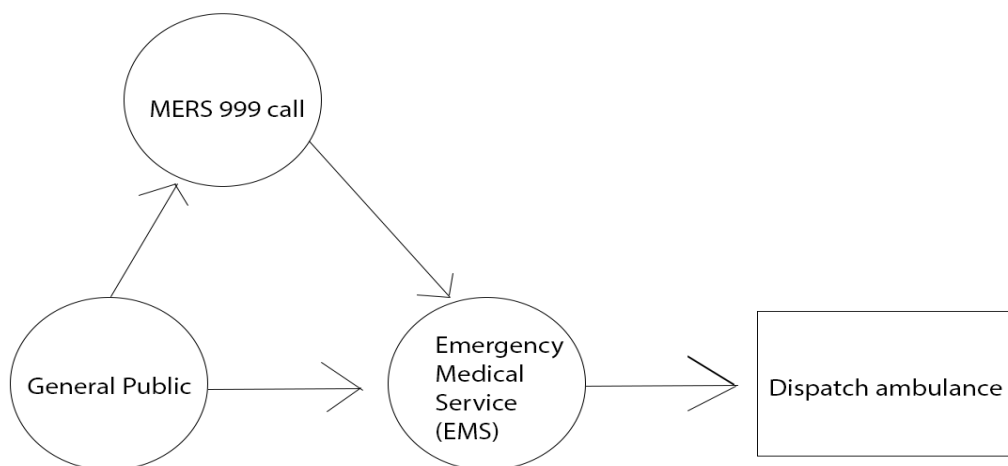 MERS 999 call
General Public
Emergency
Medical
Service
(EMS)
Dispatch ambulance